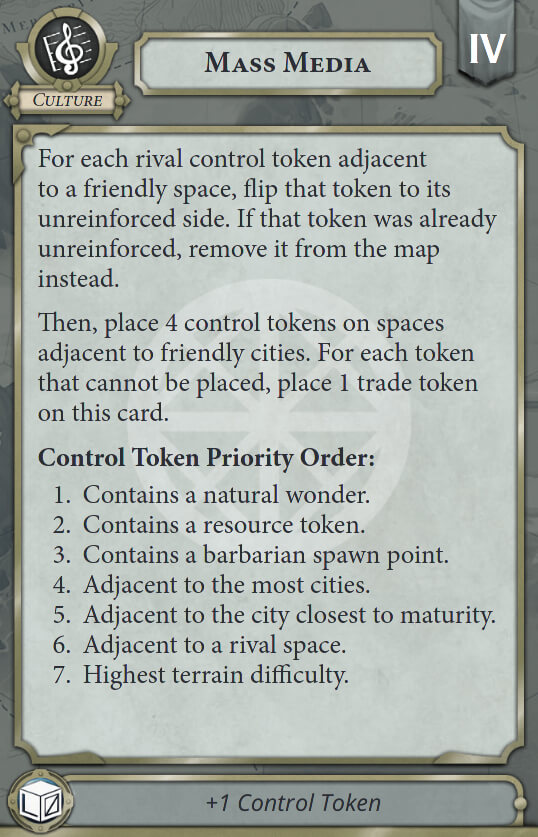 Mass Media
IV
Culture
For each rival control token adjacent
to a friendly space, flip that token to its
unreinforced side. If that token was already
unreinforced, remove it from the map
instead.
Then, place 4 control tokens on spaces
adjacent to friendly cities. For each token
that cannot be placed, place 1 trade token
on this card.
Control Token Priority Order:
1. Contains a natural wonder.
2. Contains a resource token.
3. Contains a barbarian spawn point.
4. Adjacent to the most cities.
5. Adjacent to the city closest to maturity.
6. Adjacent to a rival space.
7. Highest terrain difficulty.
+1 Control Token